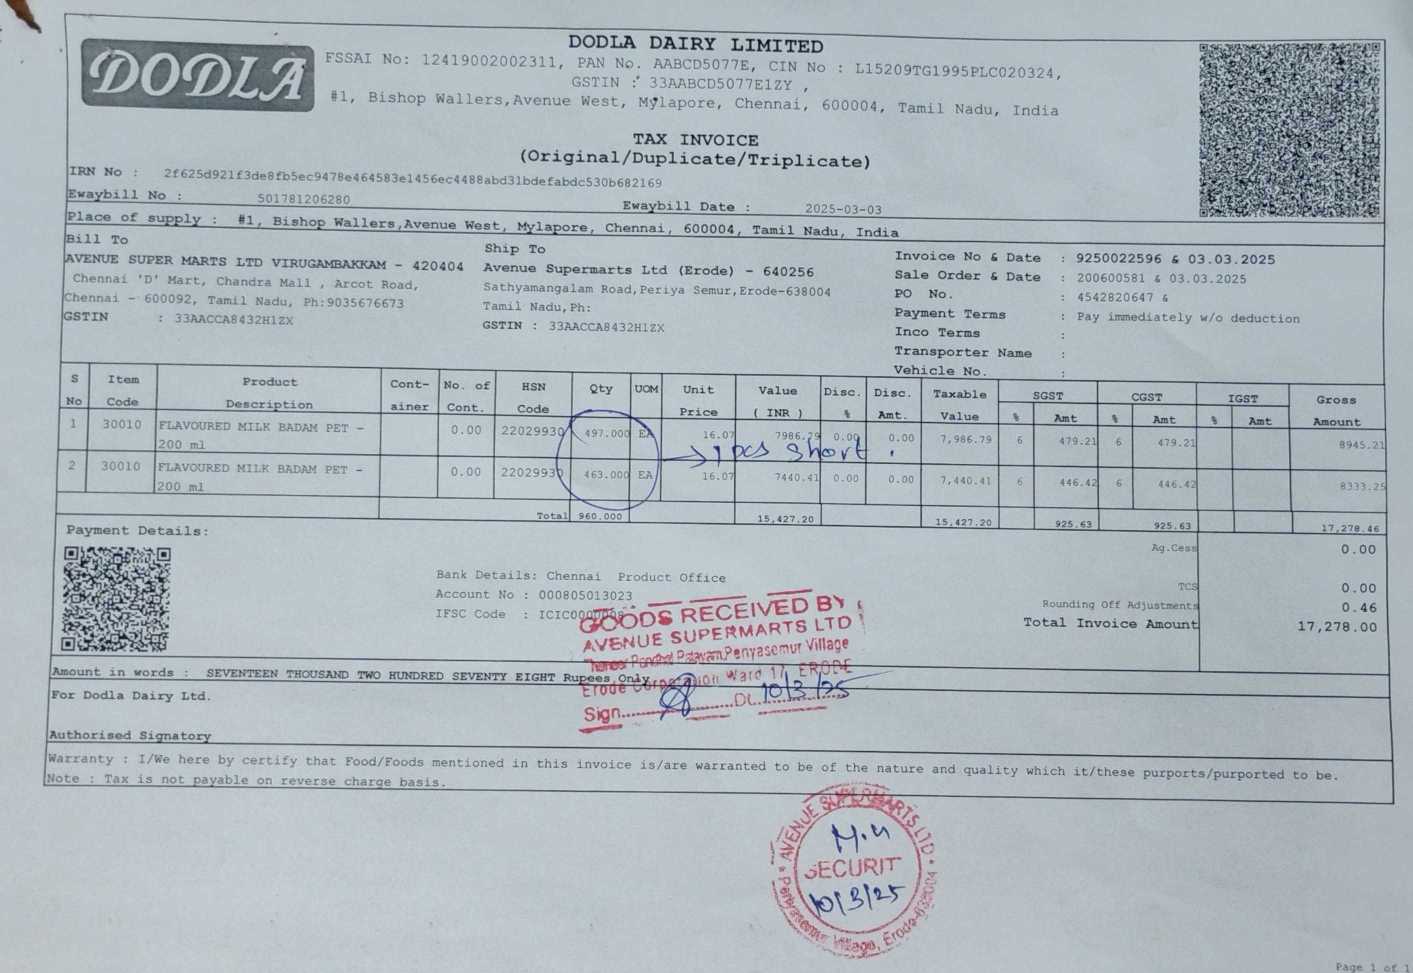 DODLA
DODLA DAIRY LIMITED
FSSAI No: 12419002002311, PAN No. AABCD5077E, CIN No : L15209TG1995PLC020324,
GSTIN : 33AABCD5077E1ZY ,
#1, Bishop Wallers,Avenue West, Mylapore, Chennai, 600004, Tamil Nadu, India
TAX INVOICE
(Original/Duplicate/Triplicate)
IRN No : 2f625d921f3de8fb5ec9478e464583e1456ec4488abd31bdefabdc530b682169
Ewaybill No : 501781206280 Ewaybill Date : 2025-03-03
Place of supply : #1, Bishop Wallers,Avenue West, Mylapore, Chennai, 600004, Tamil Nadu, India
Bill To
AVENUE SUPER MARTS LTD VIRUGAMBAKKAM - 420404
Chennai 'D' Mart, Chandra Mall , Arcot Road,
Chennai - 600092, Tamil Nadu, Ph:9035676673
GSTIN : 33AACCA8432H1ZX
Ship To
Avenue Supermarts Ltd (Erode) - 640256
Sathyamangalam Road,Periya Semur,Erode-638004
Tamil Nadu,Ph:
GSTIN : 33AACCA8432H1ZX
Invoice No & Date : 9250022596 & 03.03.2025
Sale Order & Date : 200600581 & 03.03.2025
PO No. : 4542820647 &
Payment Terms : Pay immediately w/o deduction
Inco Terms :
Transporter Name :
Vehicle No. :
S No Item Code Product Description Cont-ainer No. of Cont. HSN Code Qty UOM Unit Price Value ( INR ) Disc. % Disc. Amt. Taxable Value SGST % Amt CGST % Amt IGST % Amt Gross Amount
1 30010 FLAVOURED MILK BADAM PET - 200 ml 0.00 22029930 497.000 EA 16.07 7986.79 0.00 0.00 7,986.79 6 479.21 6 479.21 8945.21
1 pcs short.
2 30010 FLAVOURED MILK BADAM PET - 200 ml 0.00 22029930 463.000 EA 16.07 7440.41 0.00 0.00 7,440.41 6 446.42 6 446.42 8333.25
Total 960.000 15,427.20 15,427.20 925.63 925.63 17,278.46
Payment Details:
Bank Details: Chennai Product Office
Account No : 000805013023
IFSC Code : ICIC0000008
Ag.Cess 0.00
TCS 0.00
Rounding Off Adjustments 0.46
Total Invoice Amount 17,278.00
GOODS RECEIVED BY
AVENUE SUPERMARTS LTD
Periyasemur Village
Erode Corporation Ward 17, ERODE
Sign.............Dt. 10/3/25
Amount in words : SEVENTEEN THOUSAND TWO HUNDRED SEVENTY EIGHT Rupees Only
For Dodla Dairy Ltd.
Authorised Signatory
Warranty : I/We here by certify that Food/Foods mentioned in this invoice is/are warranted to be of the nature and quality which it/these purports/purported to be.
Note : Tax is not payable on reverse charge basis.
AVENUE SUPERMARTS LTD
SECURIT
10/3/25
Periyasemur Village, Erode-638004
Page 1 of 1